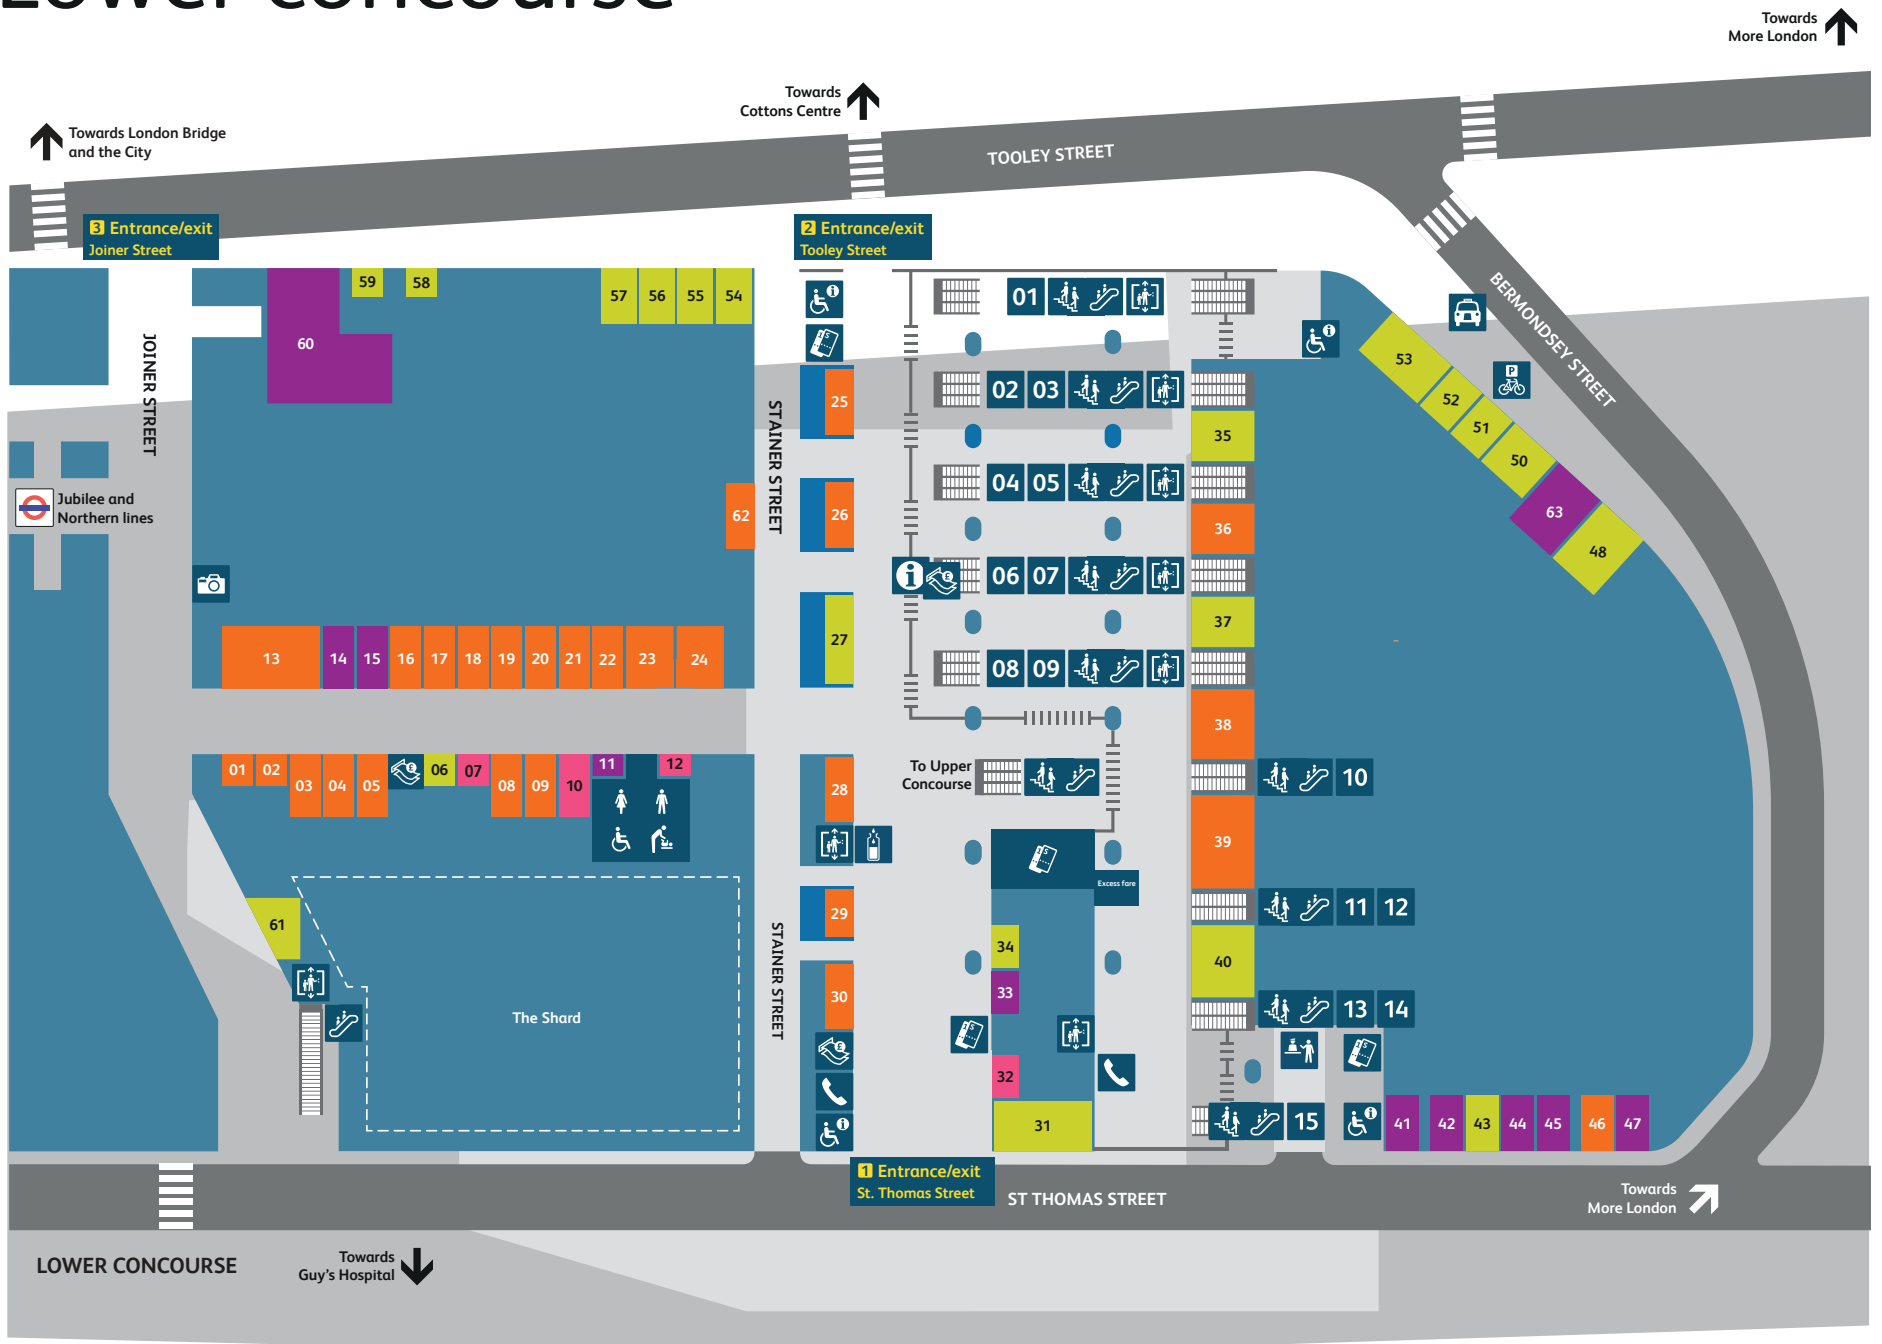 Lower concourse
Towards
More London
Towards
Cottons Centre
Towards London Bridge
and the City
TOOLEY STREET
3 Entrance/exit
Joiner Street
2 Entrance/exit
Tooley Street
BERMONDSEY STREET
JOINER STREET
STAINER STREET
59
58
57
56
55
54
60
01
02 03
04 05
06 07
08 09
25
26
62
27
35
36
37
38
39
40
53
52
51
50
63
48
P
Jubilee and
Northern lines
13
14
15
16
17
18
19
20
21
22
23
24
01
02
03
04
05
06
07
08
09
10
11
12
28
29
30
To Upper
Concourse
10
11 12
13 14
15
Excess fare
34
33
32
31
61
The Shard
STAINER STREET
41
42
43
44
45
46
47
1 Entrance/exit
St. Thomas Street
ST THOMAS STREET
Towards
More London
LOWER CONCOURSE
Towards
Guy's Hospital